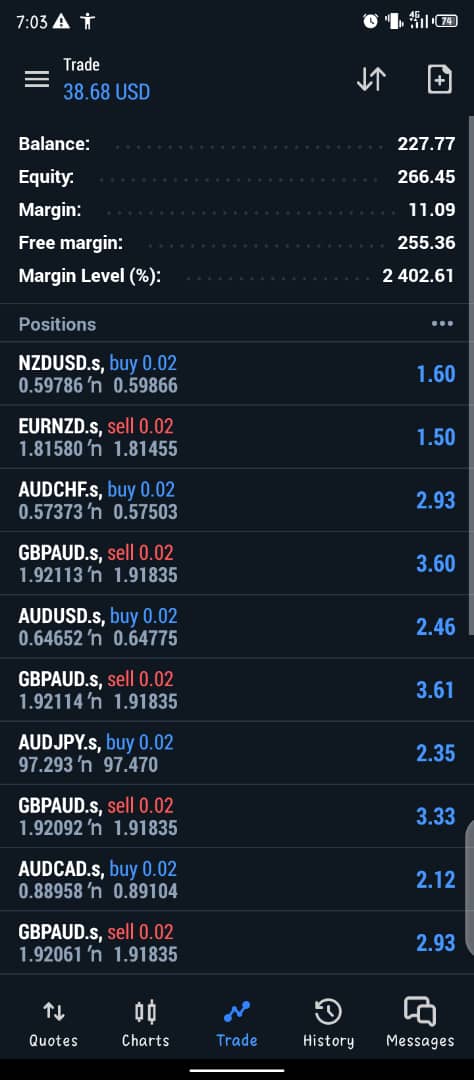 7:03
4G
74
Trade
38.68 USD
Balance: 227.77
Equity: 266.45
Margin: 11.09
Free margin: 255.36
Margin Level (%): 2 402.61
Positions
NZDUSD.s, buy 0.02 1.60
0.59786 'n 0.59866
EURNZD.s, sell 0.02 1.50
1.81580 'n 1.81455
AUDCHF.s, buy 0.02 2.93
0.57373 'n 0.57503
GBPAUD.s, sell 0.02 3.60
1.92113 'n 1.91835
AUDUSD.s, buy 0.02 2.46
0.64652 'n 0.64775
GBPAUD.s, sell 0.02 3.61
1.92114 'n 1.91835
AUDJPY.s, buy 0.02 2.35
97.293 'n 97.470
GBPAUD.s, sell 0.02 3.33
1.92092 'n 1.91835
AUDCAD.s, buy 0.02 2.12
0.88958 'n 0.89104
GBPAUD.s, sell 0.02 2.93
1.92061 'n 1.91835
Quotes Charts Trade History Messages